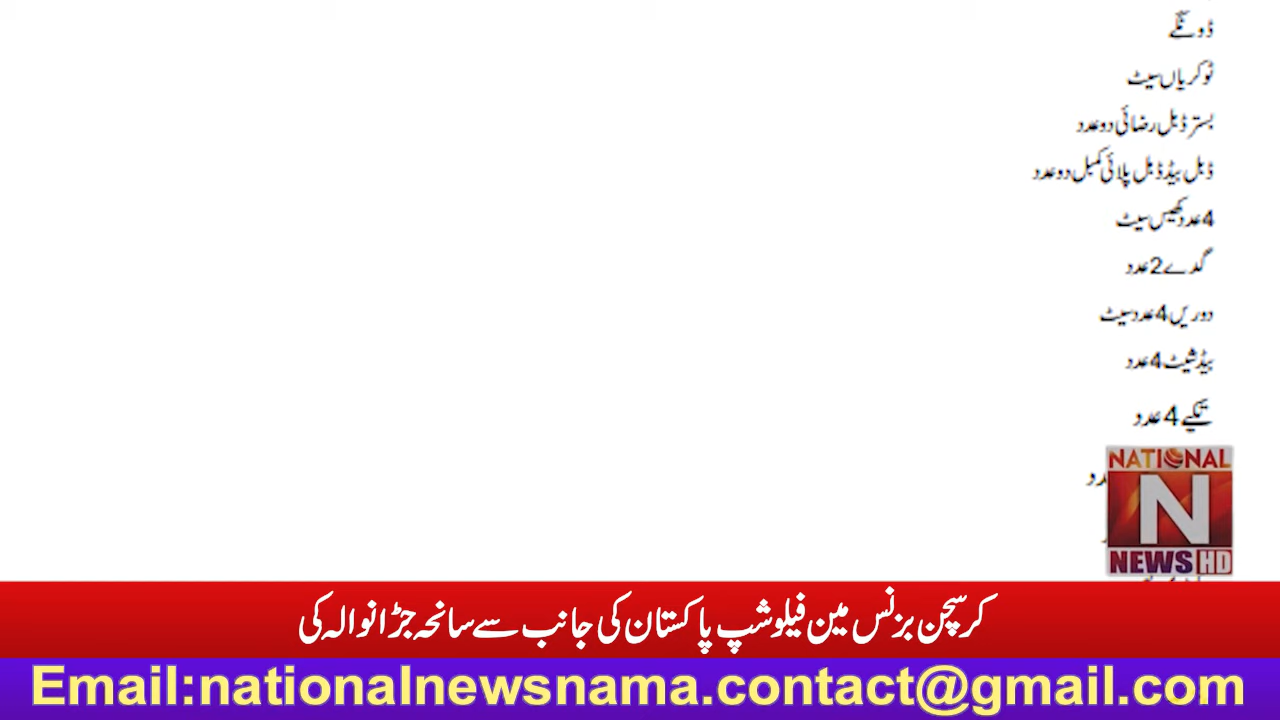 ڈونگے
ٹوکریاں سیٹ
بستر ڈبل رضائی دو عدد
ڈبل بیڈ ڈبل پلائی کمبل دو عدد
4 عدد کھیس سیٹ
گدے 2 عدد
دوریں 4 عدد سیٹ
بیڈ شیٹ 4 عدد
تکیے 4 عدد
NATIONAL
N
NEWS HD
کرسچن بزنس مین فیلوشپ پاکستان کی جانب سے سانحہ جڑانوالہ کی
Email:nationalnewsnama.contact@gmail.com